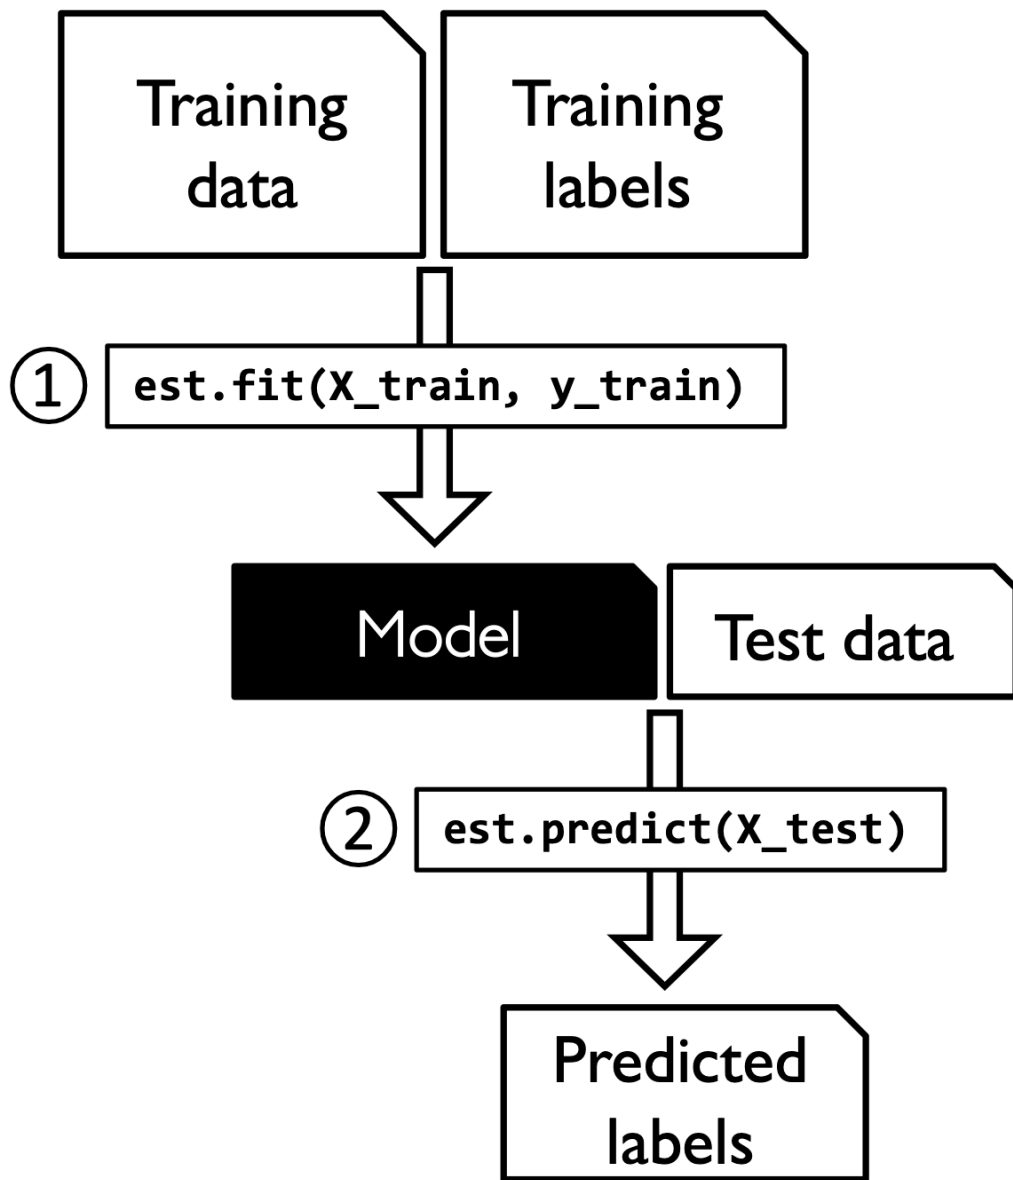 Training
data
Training
labels
① est.fit(X_train, y_train)
Model
Test data
② est.predict(X_test)
Predicted
labels